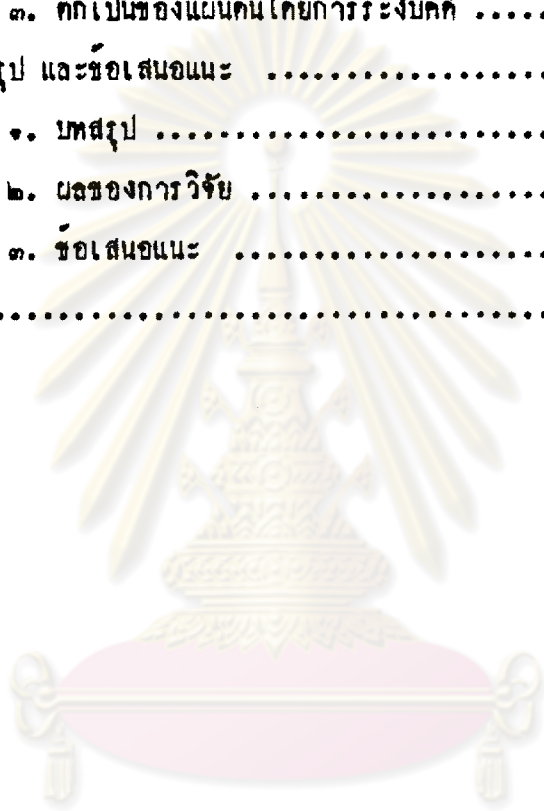 ๓. ตกเป็นของแผ่นดินโดยการระงับคดี .....
รุป และข้อเสนอแนะ ..................
๑. บทสรุป .........................
๒. ผลของการวิจัย ...................
๓. ข้อเสนอแนะ ....................
...................................